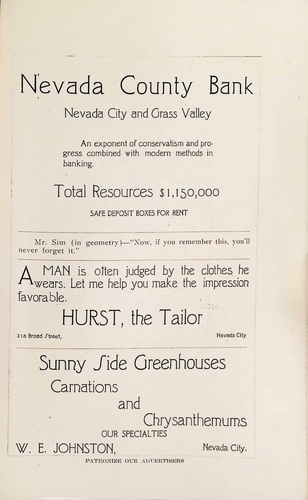 Nevada County Bank
Nevada City and Grass Valley
An exponent of conservatism and pro-
gress combined with modern methods in
banking.
Total Resources $1,150,000
SAFE DEPOSIT BOXES FOR RENT
Mr. Sim (in geometry)—"Now, if you remember this, you'll
never forget it."
A MAN is often judged by the clothes he
wears. Let me help you make the impression
favorable.
HURST, the Tailor
218 Broad Street, Nevada City
Sunny Side Greenhouses
Carnations
and
Chrysanthemums
OUR SPECIALTIES
W. E. JOHNSTON, Nevada City.
PATRONIZE OUR ADVERTISERS